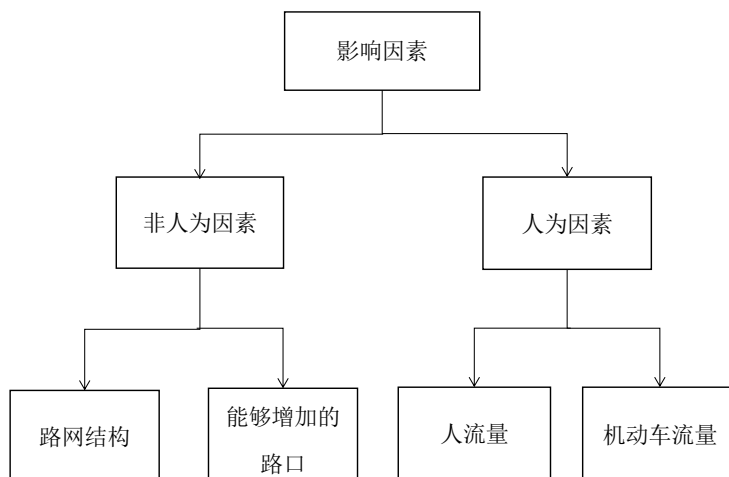 影响因素
非人为因素
人为因素
路网结构
能够增加的
路口
人流量
机动车流量